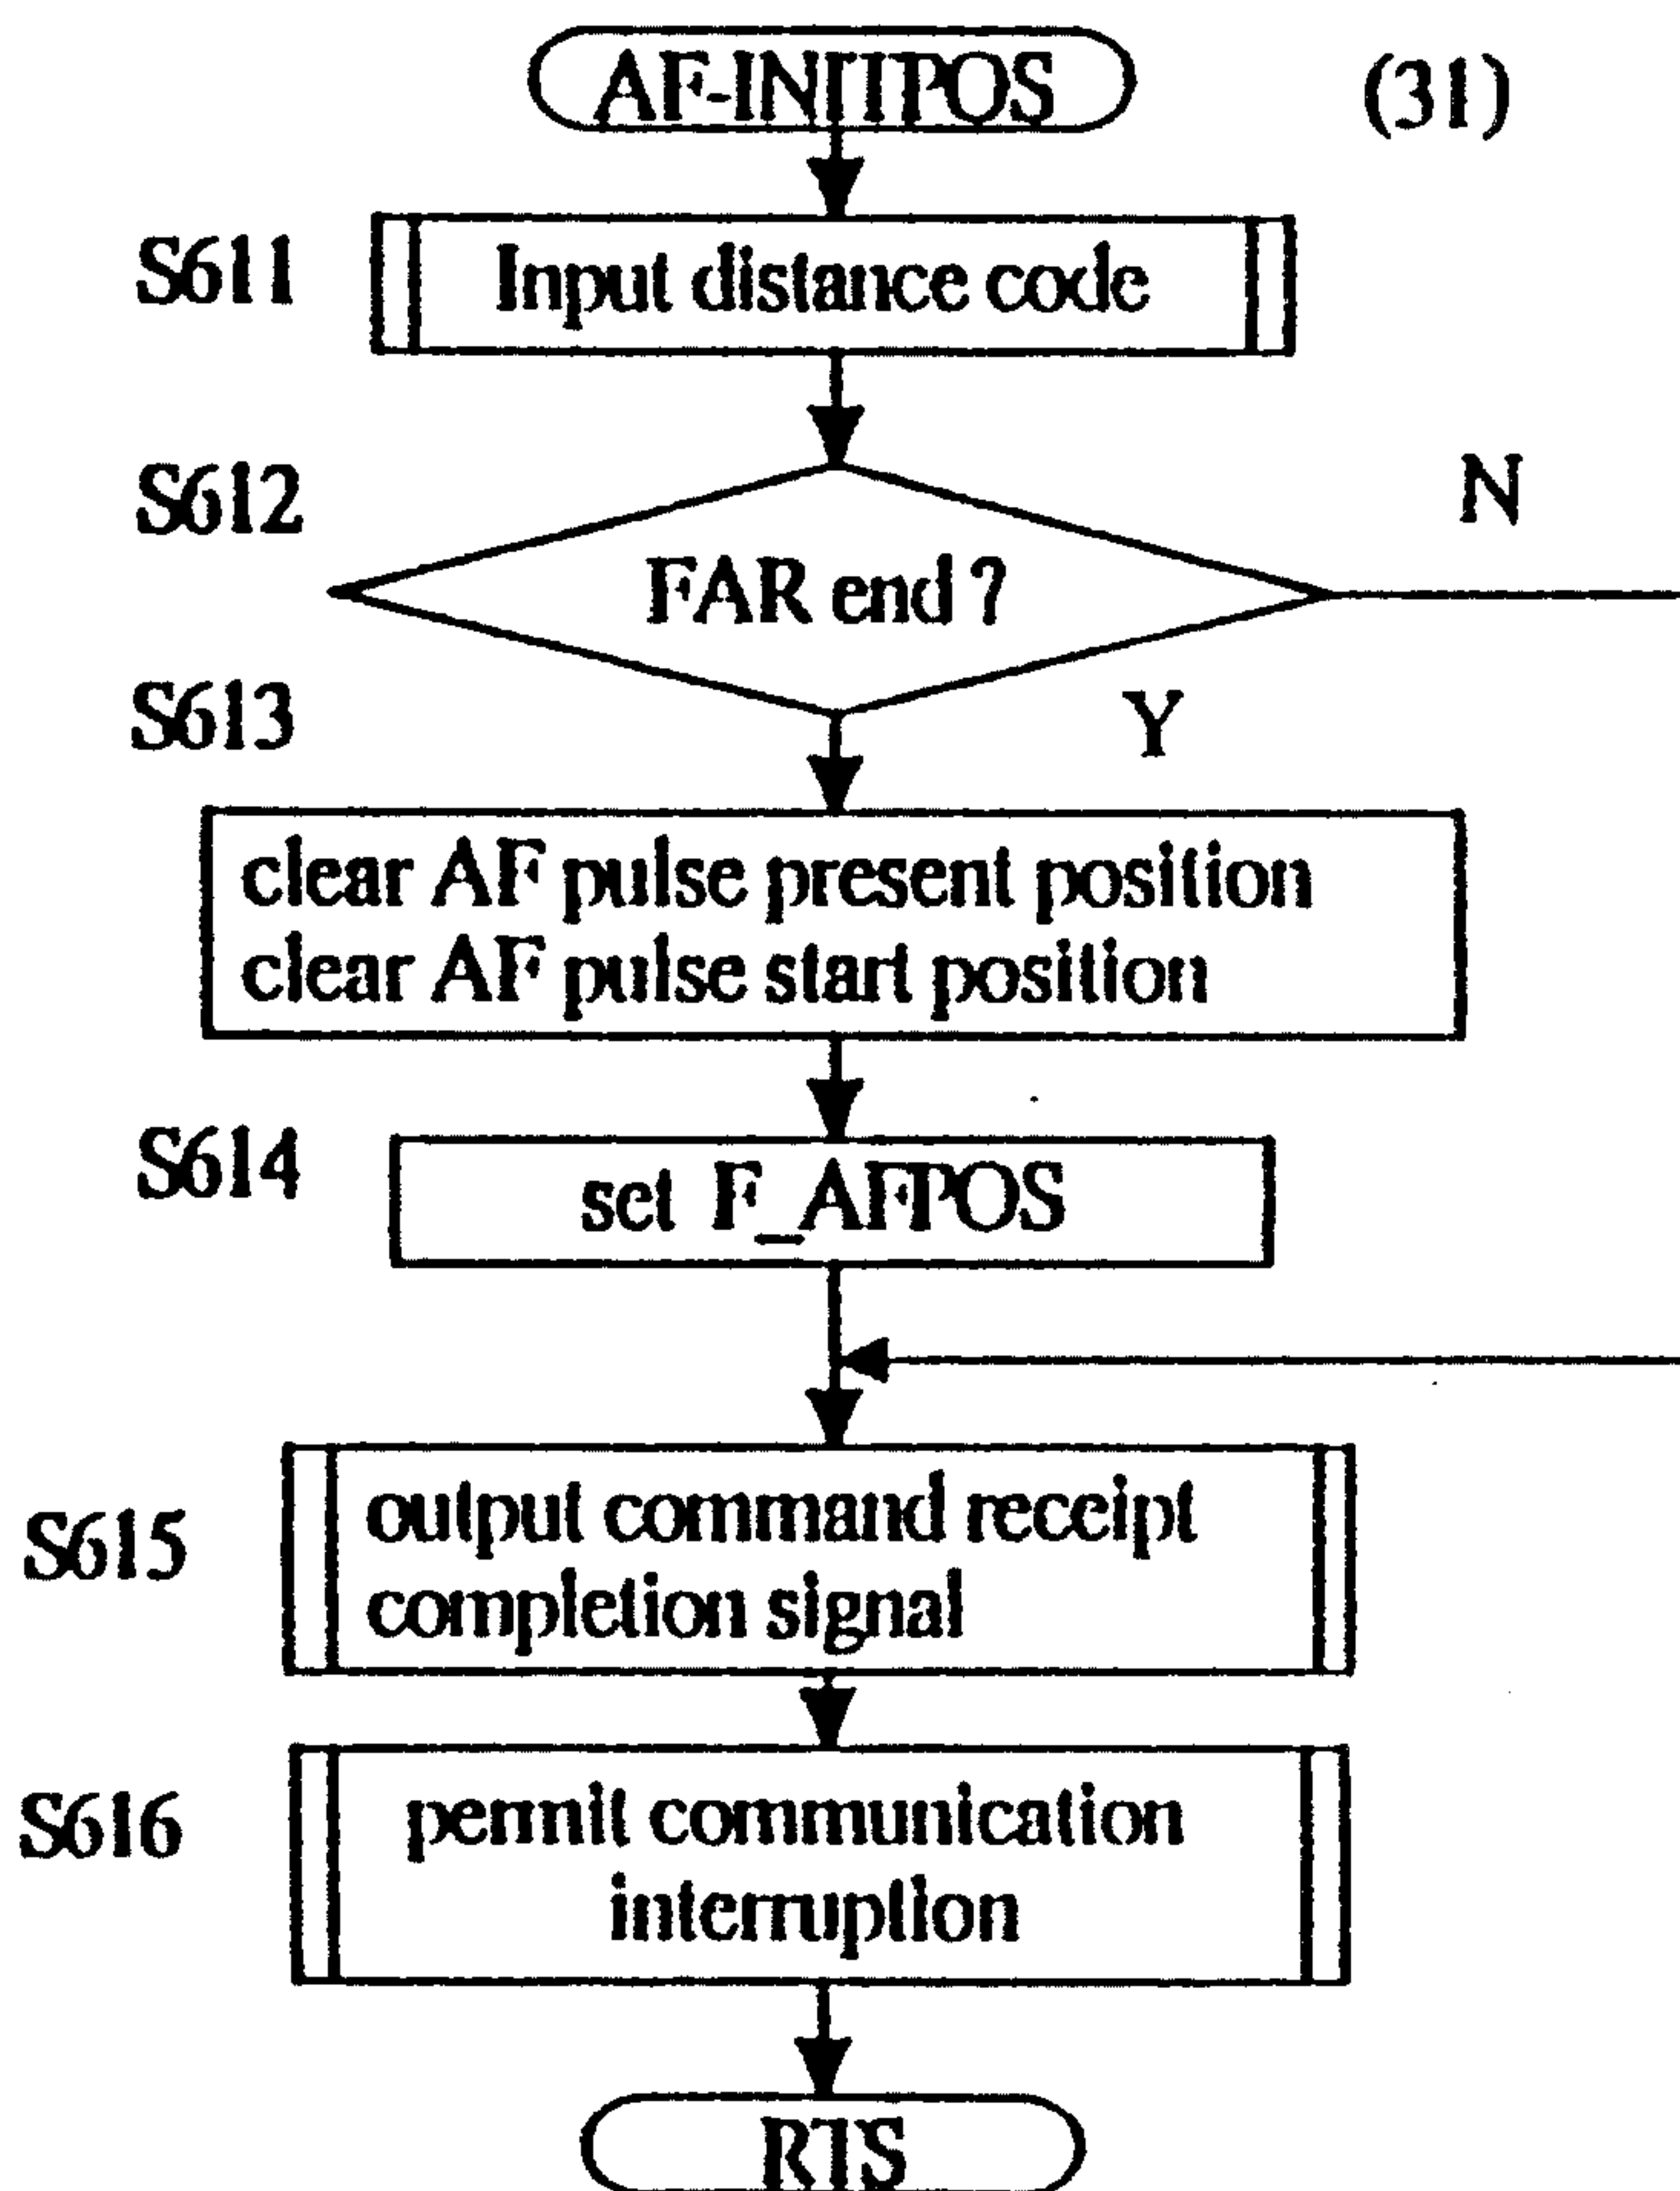 AF-INITPOS (31)
S611 Input distance code
S612 FAR end ? N
S613 Y
clear AF pulse present position
clear AF pulse start position
S614 set F_AFPOS
S615 output command receipt
completion signal
S616 permit communication
interruption
RTS